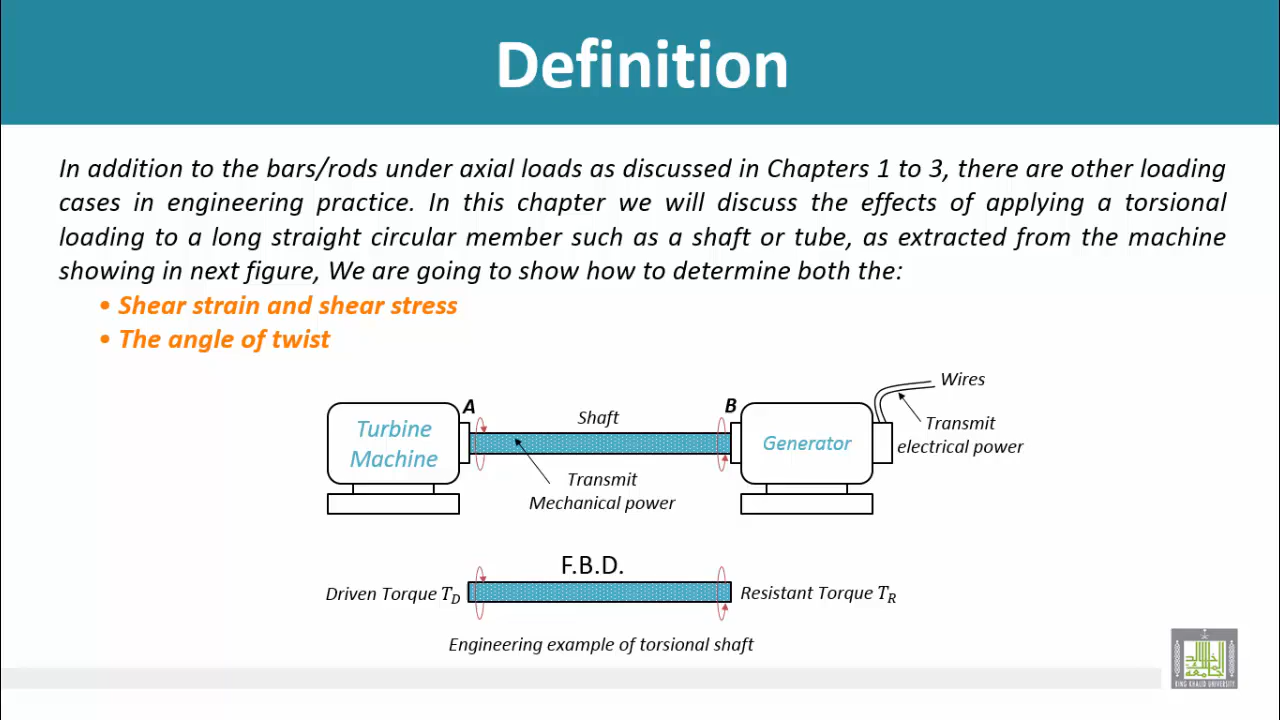 Definition
In addition to the bars/rods under axial loads as discussed in Chapters 1 to 3, there are other loading
cases in engineering practice. In this chapter we will discuss the effects of applying a torsional
loading to a long straight circular member such as a shaft or tube, as extracted from the machine
showing in next figure, We are going to show how to determine both the:
• Shear strain and shear stress
• The angle of twist
Wires
A
Shaft
B
Turbine
Machine
Generator
Transmit
electrical power
Transmit
Mechanical power
F.B.D.
Driven Torque T_D
Resistant Torque T_R
Engineering example of torsional shaft
KING KHALID UNIVERSITY